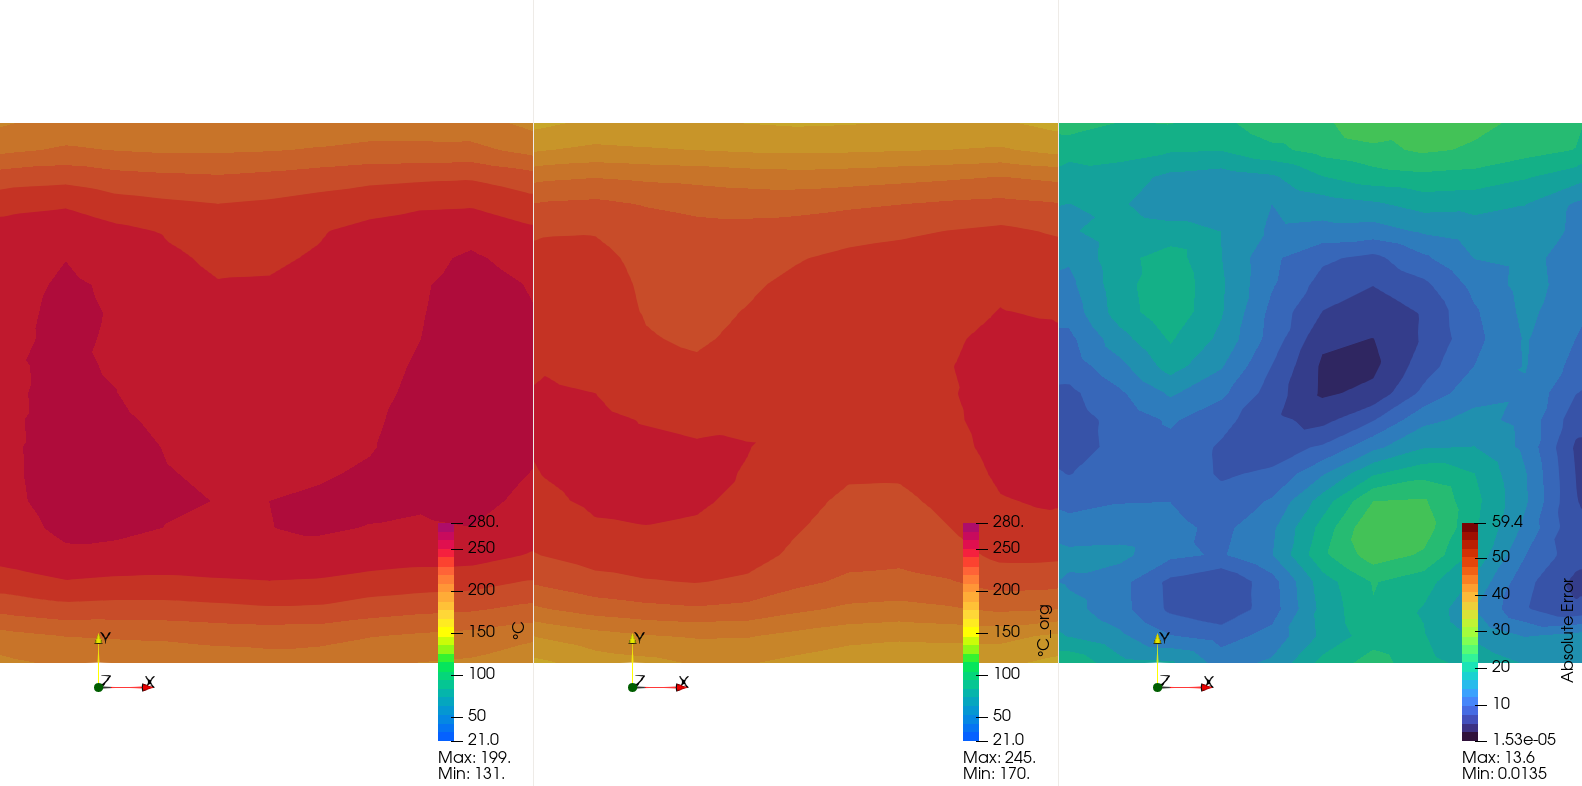 280.
250
200
150
100
50
21.0
°C
Max: 199.
Min: 131.
Y
Z
X
280.
250
200
150
100
50
21.0
°C_org
Max: 245.
Min: 170.
Y
Z
X
59.4
50
40
30
20
10
1.53e-05
Absolute Error
Max: 13.6
Min: 0.0135
Y
Z
X